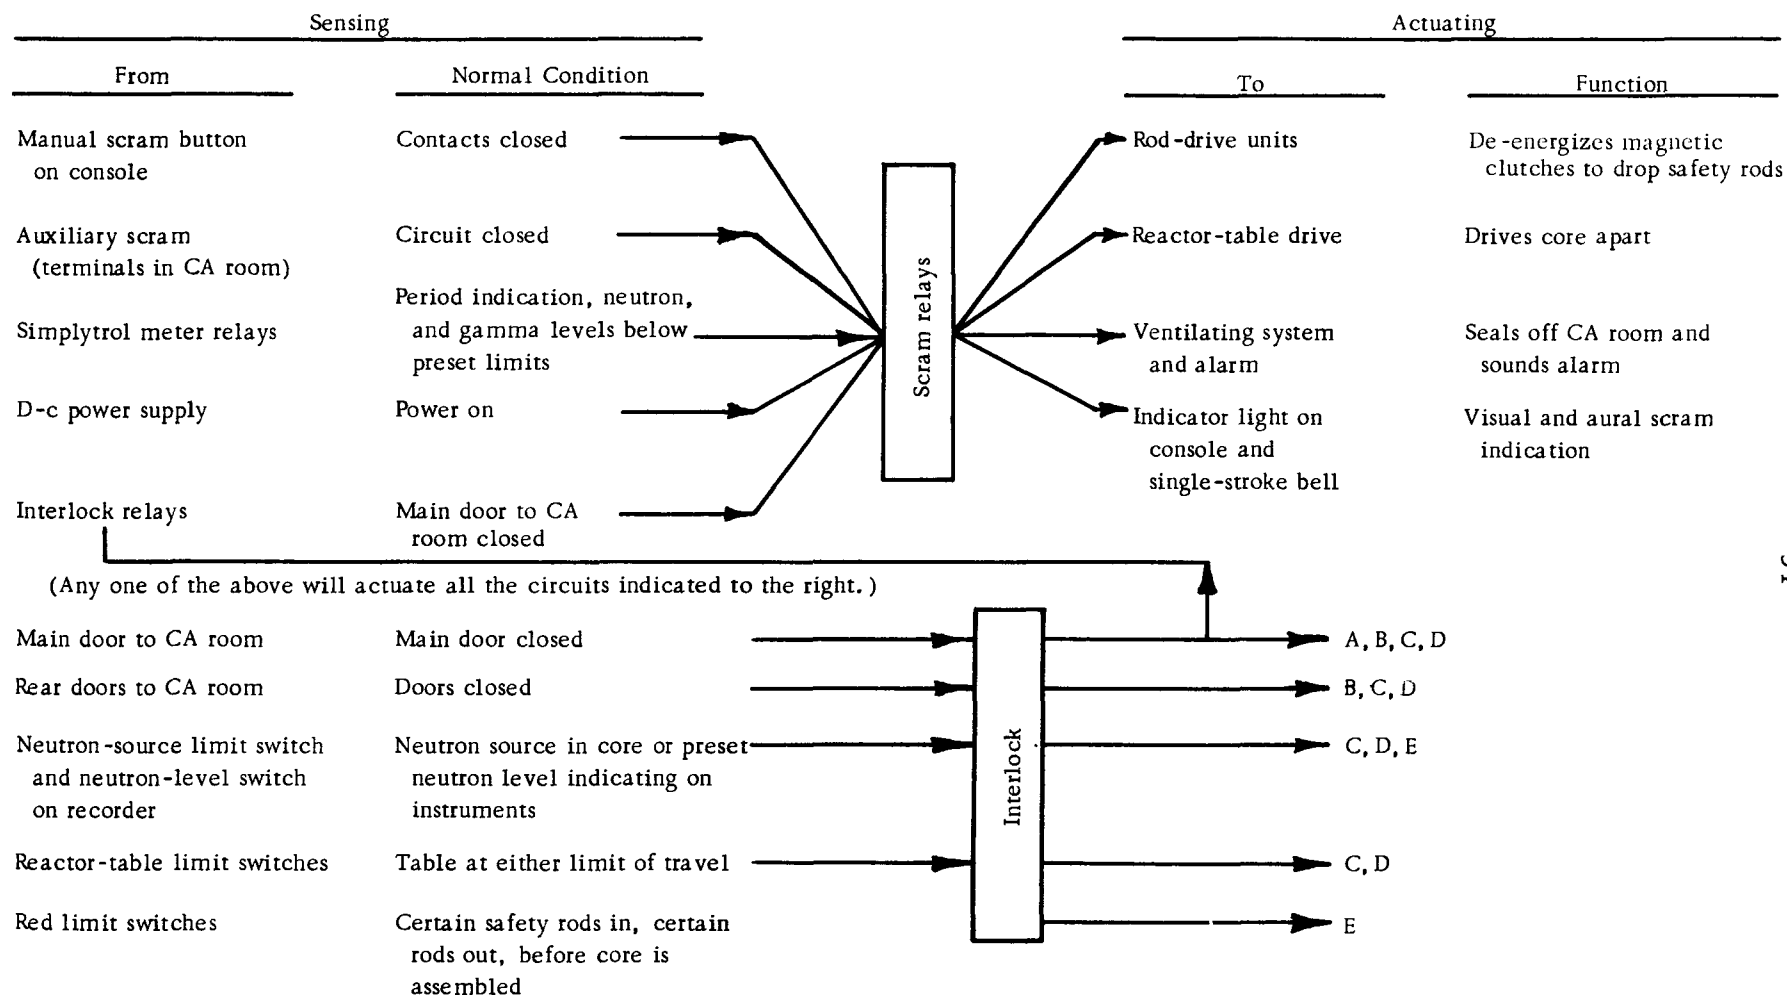 Sensing
Actuating
From
Normal Condition
To
Function
Manual scram button
on console
Contacts closed
Rod-drive units
De-energizes magnetic
clutches to drop safety rods
Auxiliary scram
(terminals in CA room)
Circuit closed
Reactor-table drive
Drives core apart
Simplytrol meter relays
Period indication, neutron,
and gamma levels below
preset limits
Scram relays
Ventilating system
and alarm
Seals off CA room and
sounds alarm
D-c power supply
Power on
Indicator light on
console and
single-stroke bell
Visual and aural scram
indication
Interlock relays
Main door to CA
room closed
(Any one of the above will actuate all the circuits indicated to the right.)
Main door to CA room
Main door closed
A, B, C, D
Rear doors to CA room
Doors closed
B, C, D
Neutron-source limit switch
and neutron-level switch
on recorder
Neutron source in core or preset
neutron level indicating on
instruments
Interlock
C, D, E
Reactor-table limit switches
Table at either limit of travel
C, D
Red limit switches
Certain safety rods in, certain
rods out, before core is
assembled
E